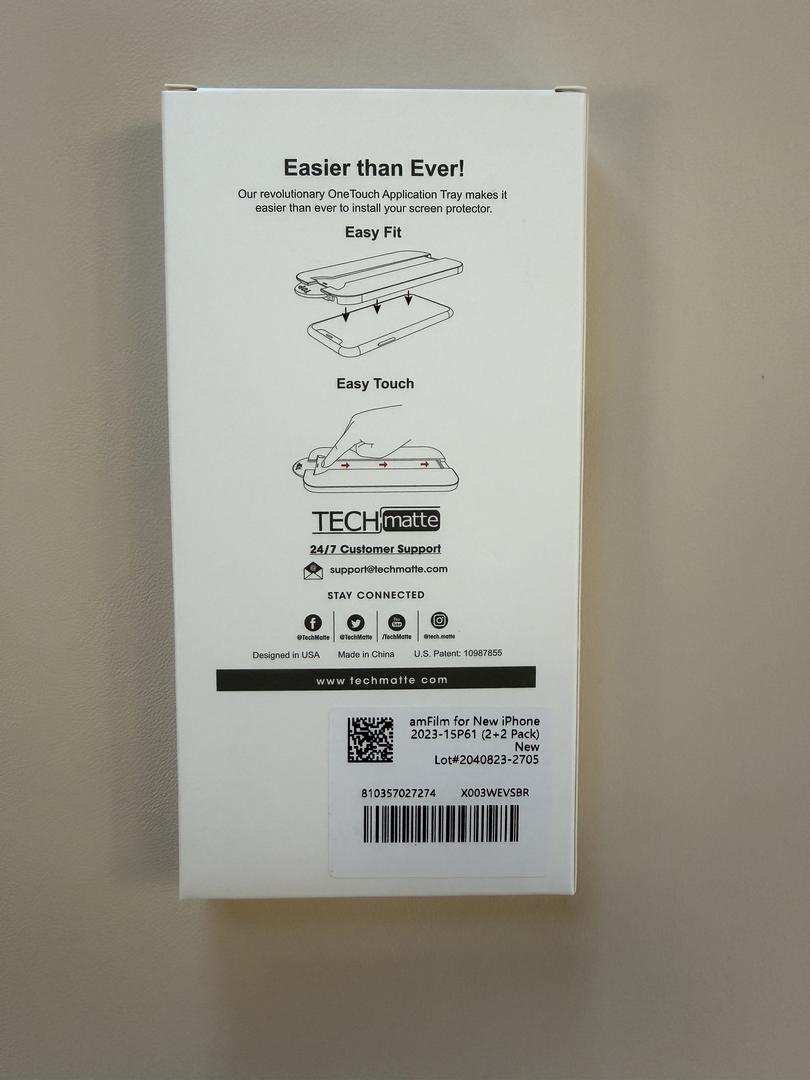 Easier than Ever!
Our revolutionary OneTouch Application Tray makes it
easier than ever to install your screen protector.
Easy Fit
Easy Touch
TECH matte
24/7 Customer Support
support@techmatte.com
STAY CONNECTED
@TechMatte @TechMatte /TechMatte @tech.matte
Designed in USA Made in China U.S. Patent: 10987855
www techmatte com
amFilm for New iPhone
2023-15P61 (2+2 Pack)
New
Lot#2040823-2705
810357027274 X003WEVSBR